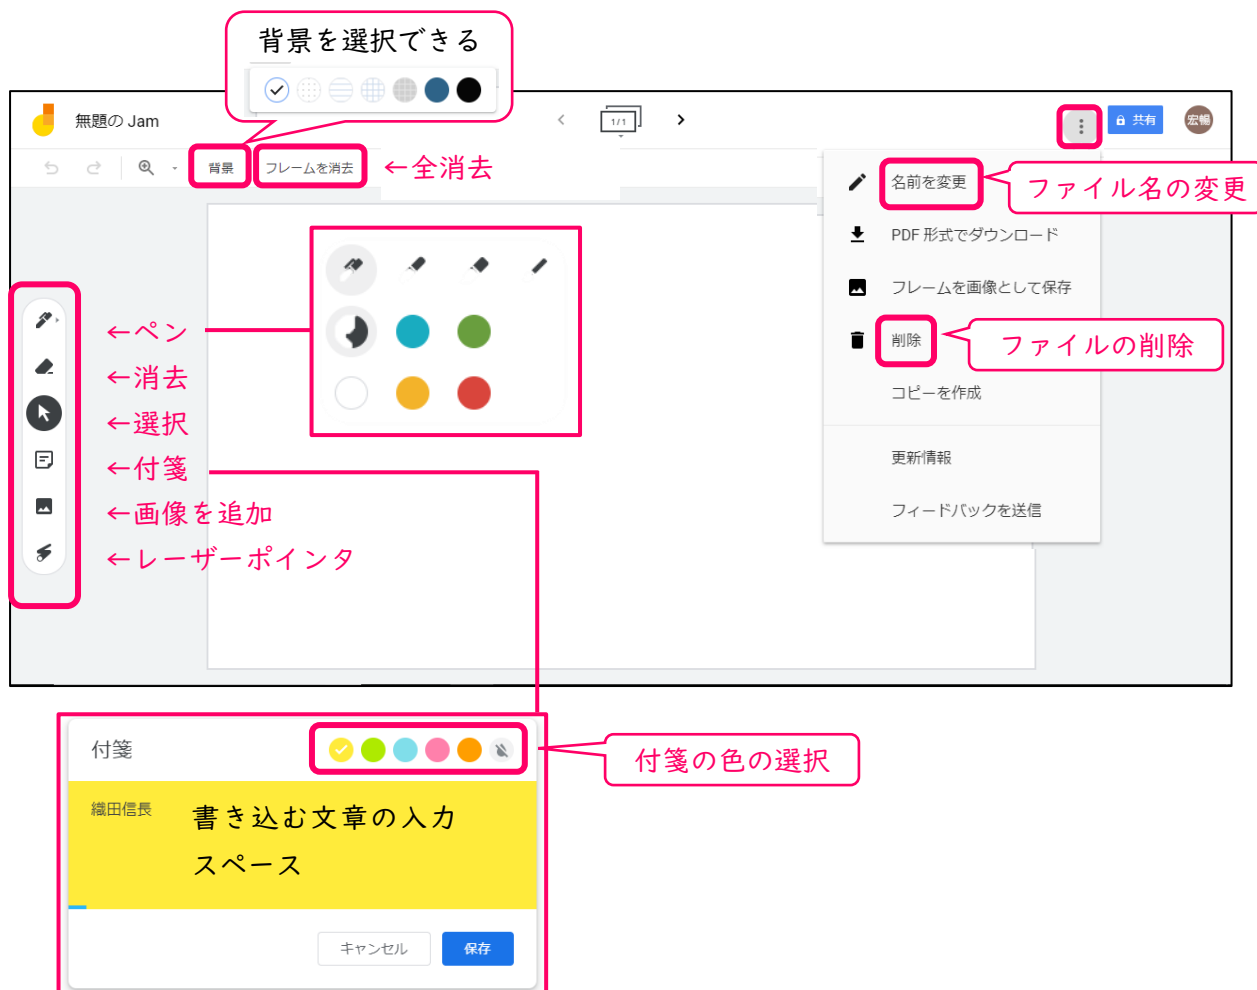 背景を選択できる
無題の Jam
1/1
共有
宏暢
背景
フレームを消去
←全消去
名前を変更
ファイル名の変更
PDF 形式でダウンロード
フレームを画像として保存
削除
ファイルの削除
コピーを作成
更新情報
フィードバックを送信
←ペン
←消去
←選択
←付箋
←画像を追加
←レーザーポインタ
付箋
付箋の色の選択
織田信長
書き込む文章の入力
スペース
キャンセル
保存